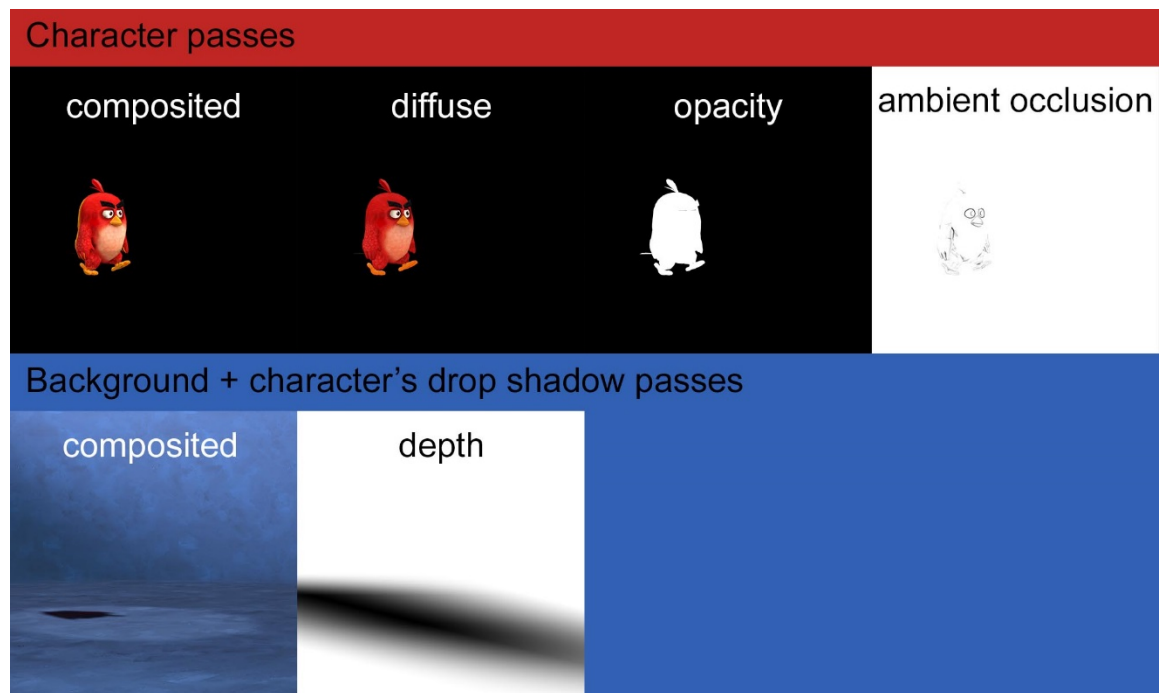 Character passes
composited
diffuse
opacity
ambient occlusion
Background + character’s drop shadow passes
composited
depth